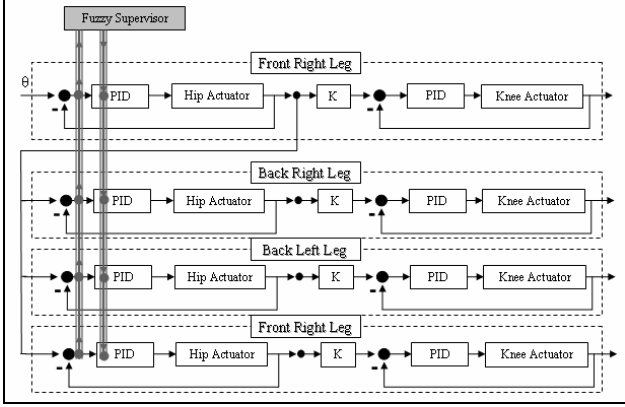 Fuzzy Supervisor
Front Right Leg
θ
PID
Hip Actuator
K
PID
Knee Actuator
-
-
Back Right Leg
PID
Hip Actuator
K
PID
Knee Actuator
-
-
Back Left Leg
PID
Hip Actuator
K
PID
Knee Actuator
-
-
Front Right Leg
PID
Hip Actuator
K
PID
Knee Actuator
-
-